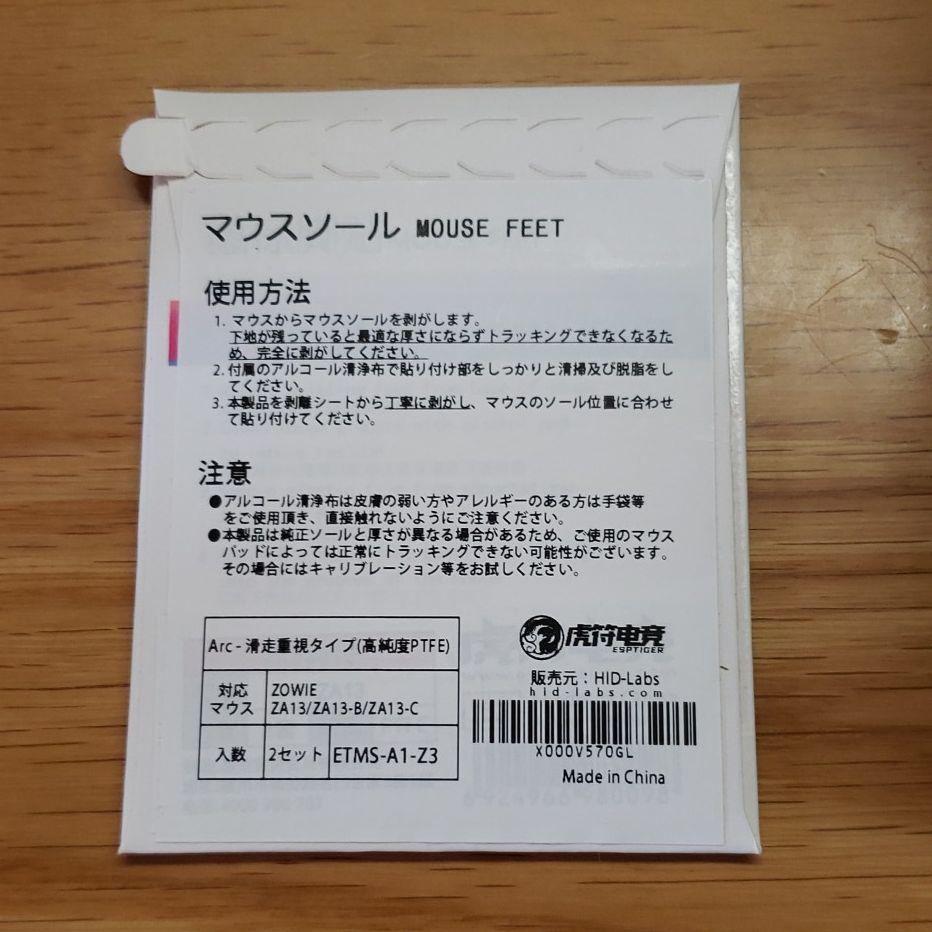 マウスソール MOUSE FEET
使用方法
1. マウスからマウスソールを剥がします。
下地が残っていると最適な厚さにならずトラッキングできなくなるた
め、完全に剥がしてください。
2. 付属のアルコール清浄布で貼り付け部をしっかりと清掃及び脱脂をし
てください。
3. 本製品を剥離シートから丁寧に剥がし、マウスのソール位置に合わせ
て貼り付けてください。
注意
●アルコール清浄布は皮膚の弱い方やアレルギーのある方は手袋等
をご使用頂き、直接触れないようにご注意ください。
●本製品は純正ソールと厚さが異なる場合があるため、ご使用のマウス
パッドによっては正常にトラッキングできない可能性がございます。
その場合にはキャリブレーション等をお試しください。
Arc - 滑走重視タイプ(高純度PTFE)
対応
マウス
ZOWIE
ZA13/ZA13-B/ZA13-C
入数 2セット ETMS-A1-Z3
虎符电竞
ESPTIGER
販売元：HID-Labs
hid-labs.com
X000V570GL
Made in China